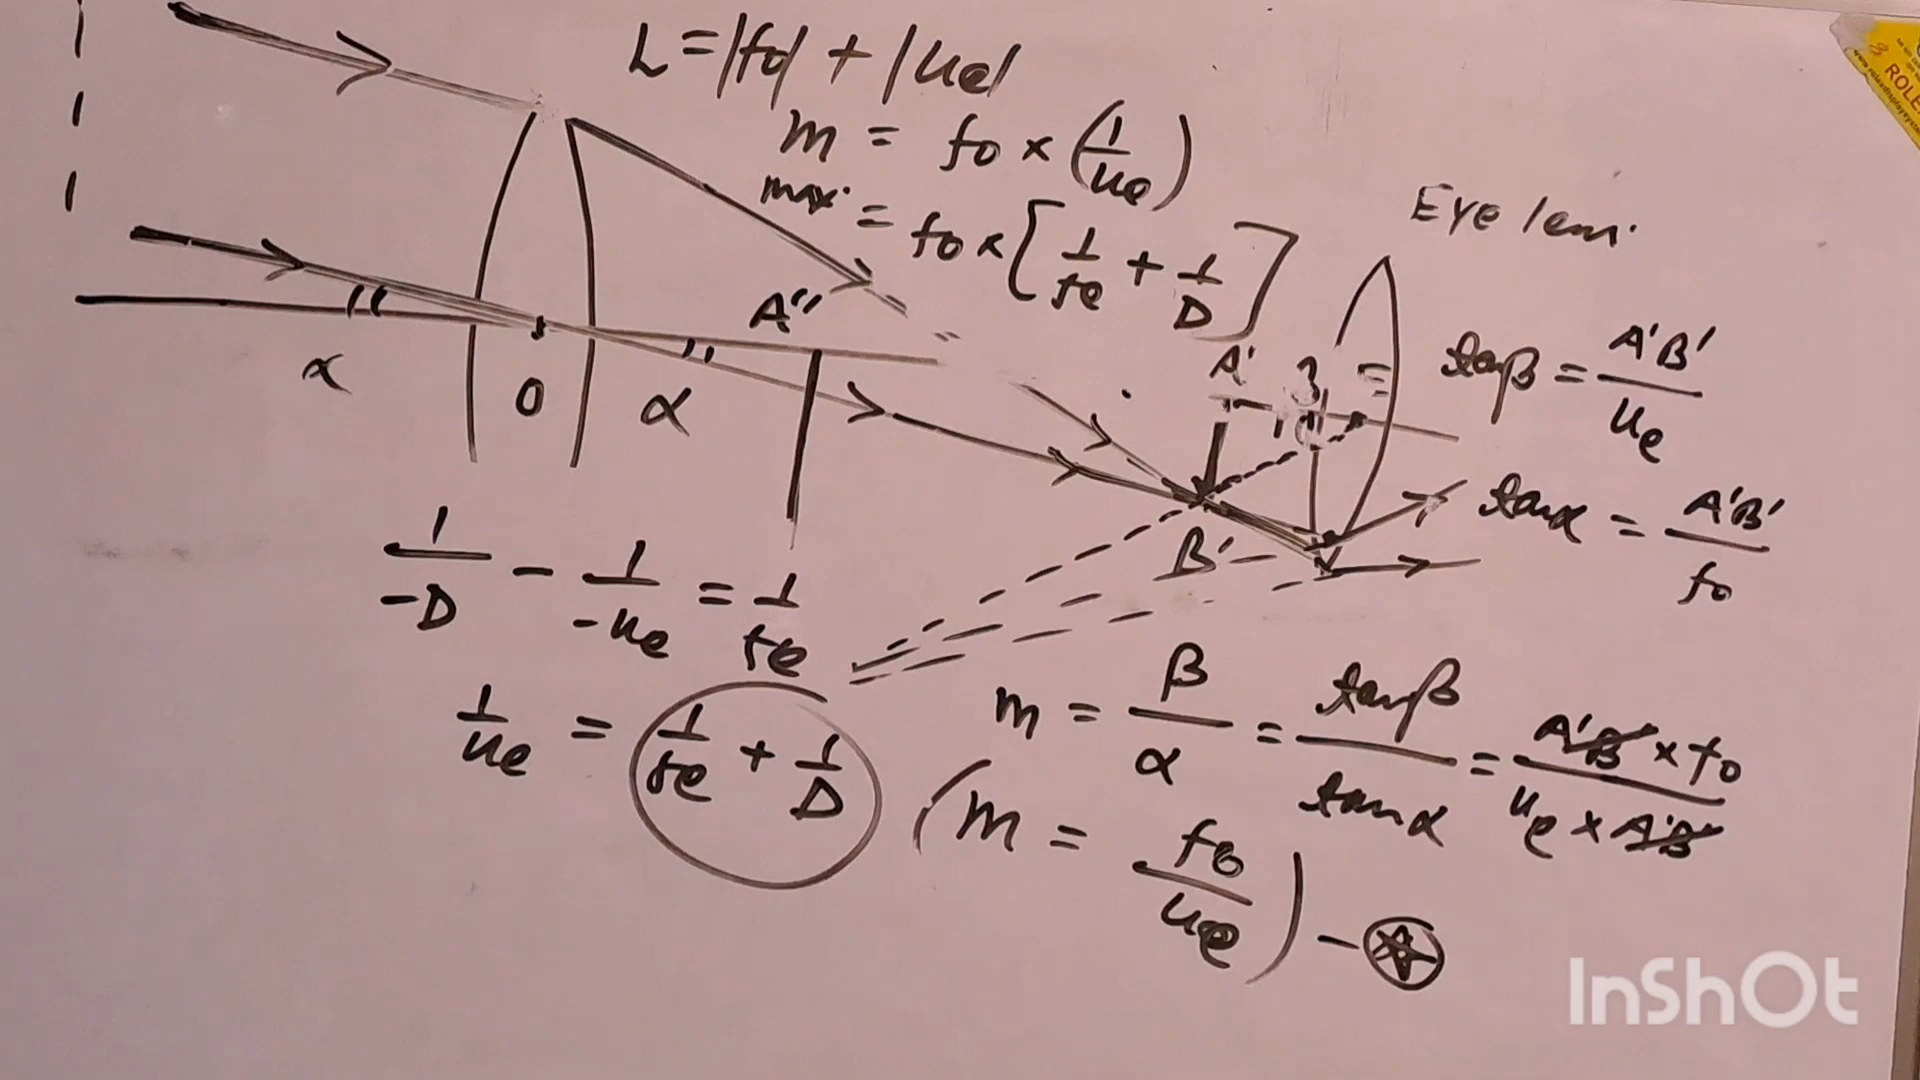 L = |fo| + |ue|
m = fo × (1/ue)
max. = fo × [1/fe + 1/D]
Eye lens.
A"
A'
B'
β
α
O
α
tanβ = A'B'/ue
tanα = A'B'/fo
1/-D - 1/-ue = 1/fe
1/ue = 1/fe + 1/D
m = β/α = tanβ/tanα = A'B' × fo / ue × A'B'
(m = fo/ue) - ☆
ROLE
InShOt